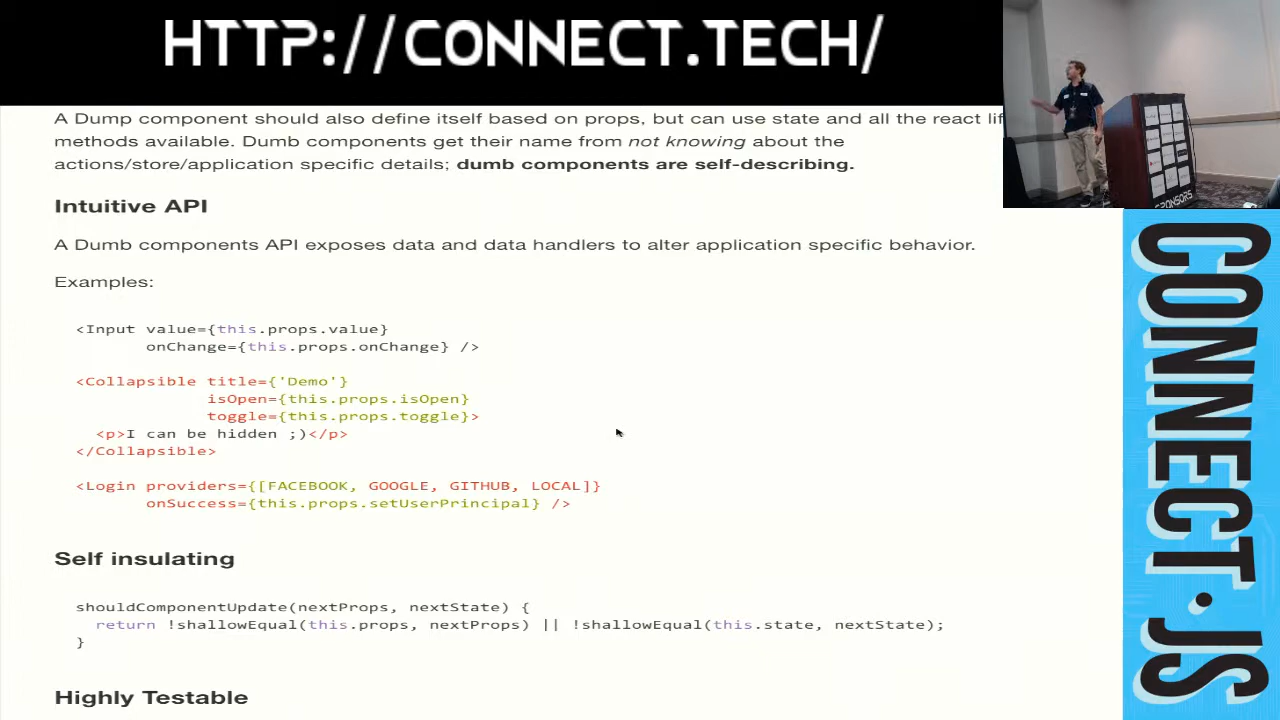 HTTP://CONNECT.TECH/
A Dump component should also define itself based on props, but can use state and all the react lif
methods available. Dumb components get their name from not knowing about the
actions/store/application specific details; dumb components are self-describing.
Intuitive API
A Dumb components API exposes data and data handlers to alter application specific behavior.
Examples:
<Input value={this.props.value}
onChange={this.props.onChange} />
<Collapsible title={'Demo'}
isOpen={this.props.isOpen}
toggle={this.props.toggle}>
<p>I can be hidden ;)</p>
</Collapsible>
<Login providers={[FACEBOOK, GOOGLE, GITHUB, LOCAL]}
onSuccess={this.props.setUserPrincipal} />
Self insulating
shouldComponentUpdate(nextProps, nextState) {
return !shallowEqual(this.props, nextProps) || !shallowEqual(this.state, nextState);
}
Highly Testable
SPONSORS
CONNECT.JS